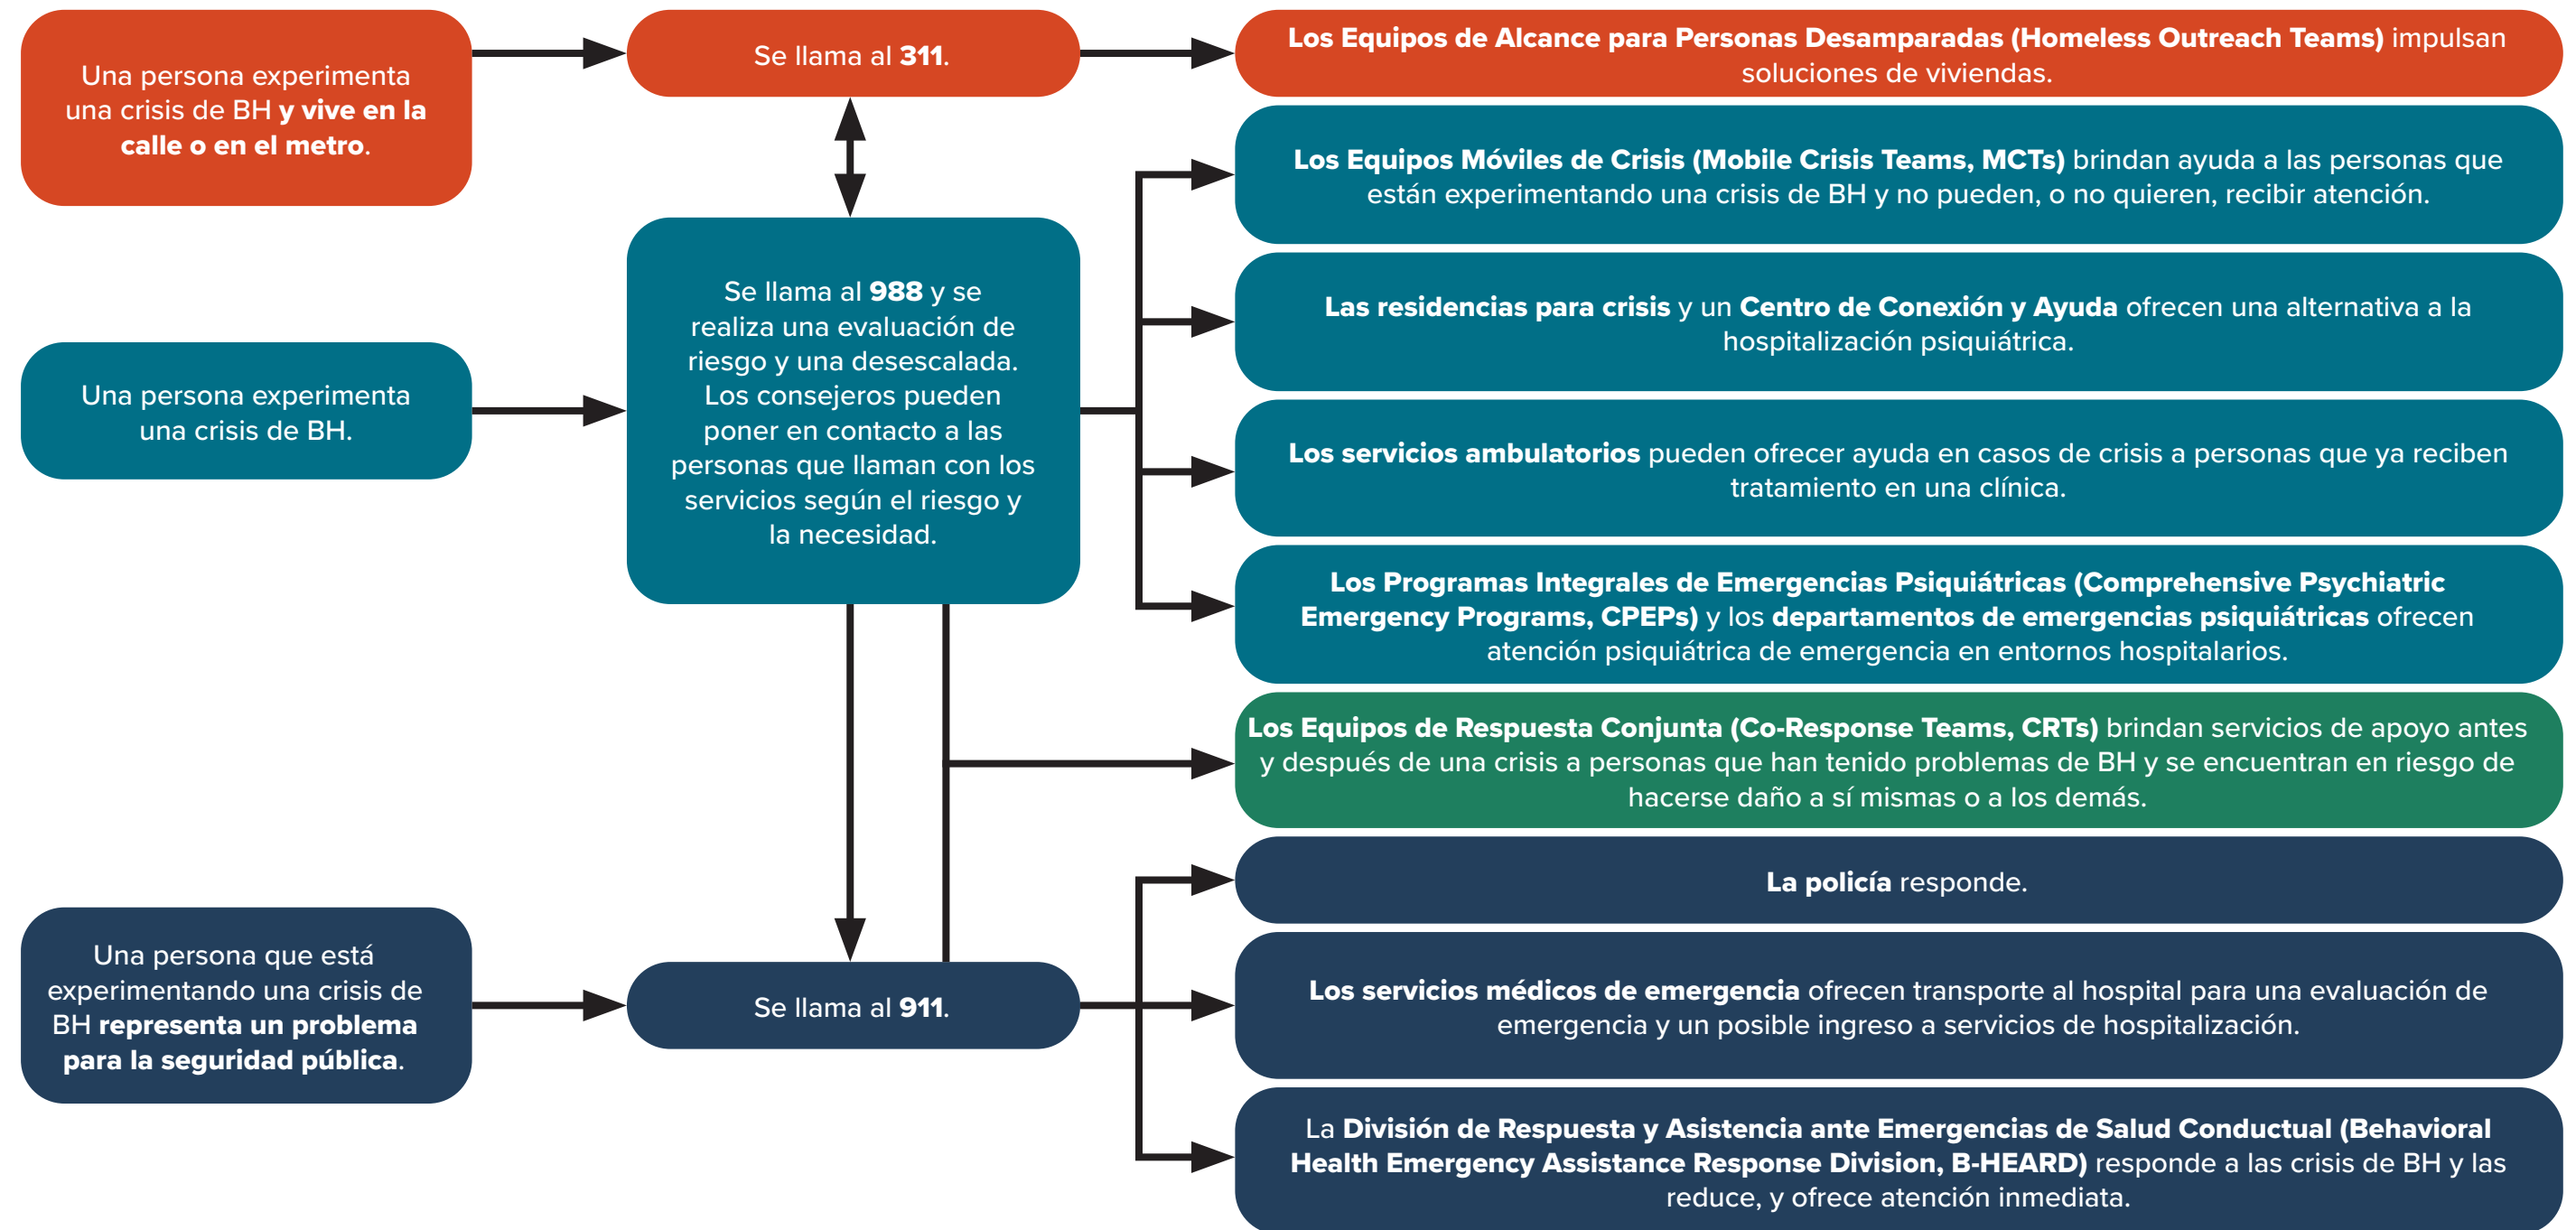 Una persona experimenta
una crisis de BH y vive en la
calle o en el metro.
Se llama al 311.
Los Equipos de Alcance para Personas Desamparadas (Homeless Outreach Teams) impulsan
soluciones de viviendas.
Una persona experimenta
una crisis de BH.
Se llama al 988 y se
realiza una evaluación de
riesgo y una desescalada.
Los consejeros pueden
poner en contacto a las
personas que llaman con los
servicios según el riesgo y
la necesidad.
Los Equipos Móviles de Crisis (Mobile Crisis Teams, MCTs) brindan ayuda a las personas que
están experimentando una crisis de BH y no pueden, o no quieren, recibir atención.
Las residencias para crisis y un Centro de Conexión y Ayuda ofrecen una alternativa a la
hospitalización psiquiátrica.
Los servicios ambulatorios pueden ofrecer ayuda en casos de crisis a personas que ya reciben
tratamiento en una clínica.
Los Programas Integrales de Emergencias Psiquiátricas (Comprehensive Psychiatric
Emergency Programs, CPEPs) y los departamentos de emergencias psiquiátricas ofrecen
atención psiquiátrica de emergencia en entornos hospitalarios.
Los Equipos de Respuesta Conjunta (Co-Response Teams, CRTs) brindan servicios de apoyo antes
y después de una crisis a personas que han tenido problemas de BH y se encuentran en riesgo de
hacerse daño a sí mismas o a los demás.
Una persona que está
experimentando una crisis de
BH representa un problema
para la seguridad pública.
Se llama al 911.
La policía responde.
Los servicios médicos de emergencia ofrecen transporte al hospital para una evaluación de
emergencia y un posible ingreso a servicios de hospitalización.
La División de Respuesta y Asistencia ante Emergencias de Salud Conductual (Behavioral
Health Emergency Assistance Response Division, B-HEARD) responde a las crisis de BH y las
reduce, y ofrece atención inmediata.